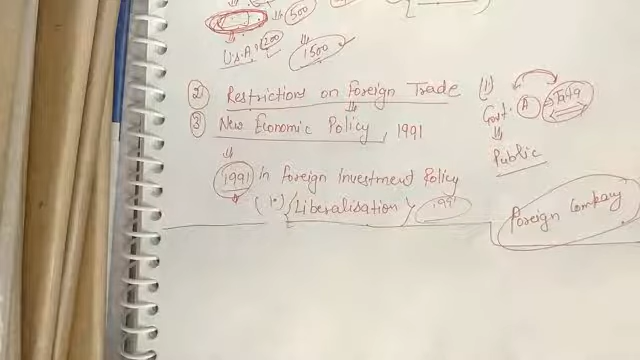 500
U.S.A, 200
1500
② Restrictions on Foreign Trade
③ New Economic Policy, 1991
1991 in Foreign Investment Policy
(Liberalisation) 1991
(1)
Govt. A Tata
Public
Foreign Company